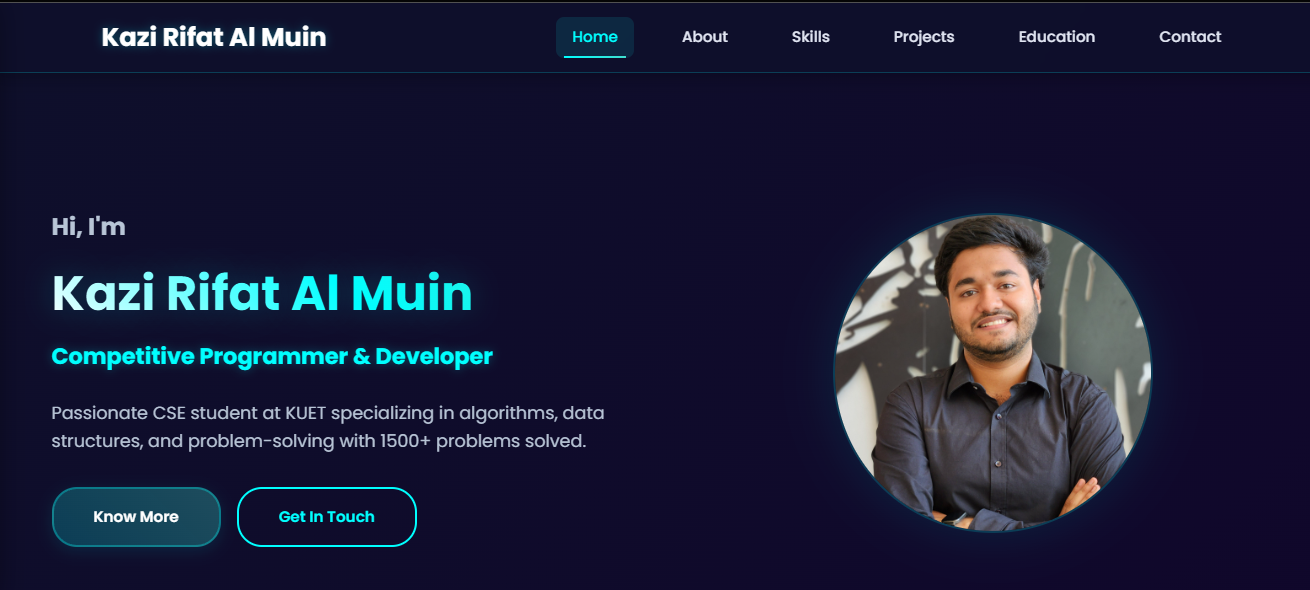 Kazi Rifat Al Muin
Home About Skills Projects Education Contact
Hi, I'm
Kazi Rifat Al Muin
Competitive Programmer & Developer
Passionate CSE student at KUET specializing in algorithms, data
structures, and problem-solving with 1500+ problems solved.
Know More
Get In Touch